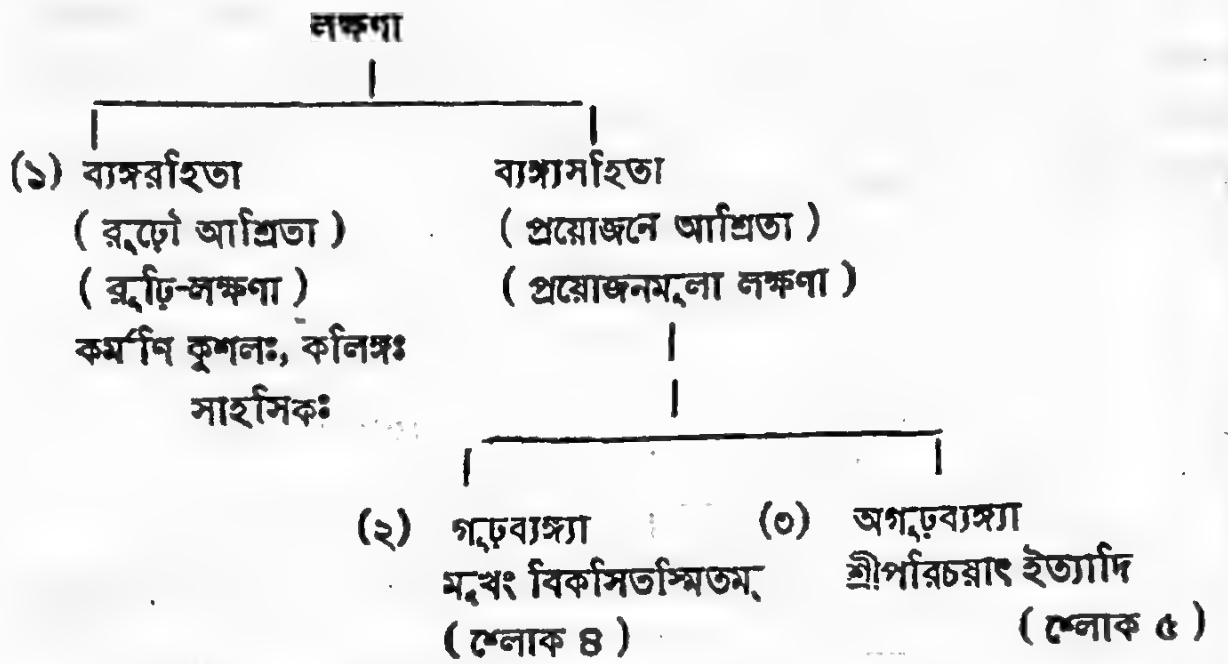 লক্ষণা
(১) ব্যঙ্গরহিতা
ব্যঙ্গ্যসহিতা
( রূঢ়ৌ আশ্রিতা )
( প্রয়োজনে আশ্রিতা )
( রূঢ়ি-লক্ষণা )
( প্রয়োজনমূলা লক্ষণা )
কর্মণি কুশলঃ, কলিঙ্গঃ
সাহসিকঃ
(২) গূঢ়ব্যঙ্গ্যা
(৩) অগূঢ়ব্যঙ্গ্যা
মুখং বিকসিতস্মিতম্
শ্রীপরিচয়াৎ ইত্যাদি
( শ্লোক ৪ )
( শ্লোক ৫ )